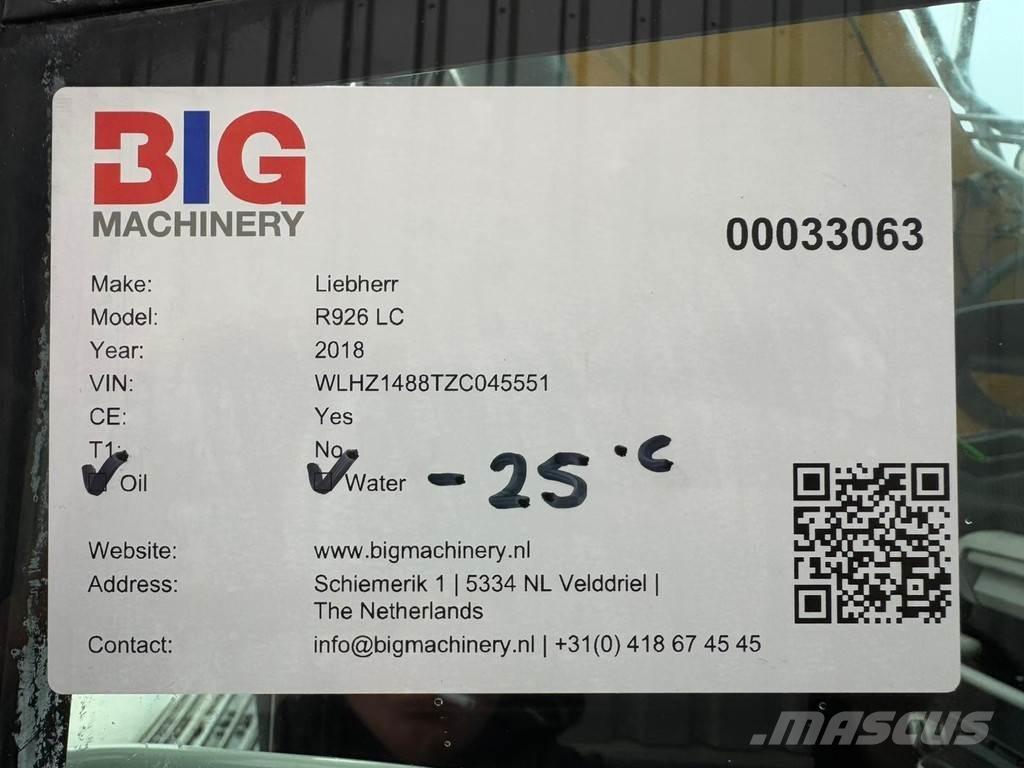 BIG
MACHINERY
00033063
Make: Liebherr
Model: R926 LC
Year: 2018
VIN: WLHZ1488TZC045551
CE: Yes
T1: No
Oil Water -25°C
Website: www.bigmachinery.nl
Address: Schiemerik 1 | 5334 NL Velddriel |
The Netherlands
Contact: info@bigmachinery.nl | +31(0) 418 67 45 45
.MASCUS